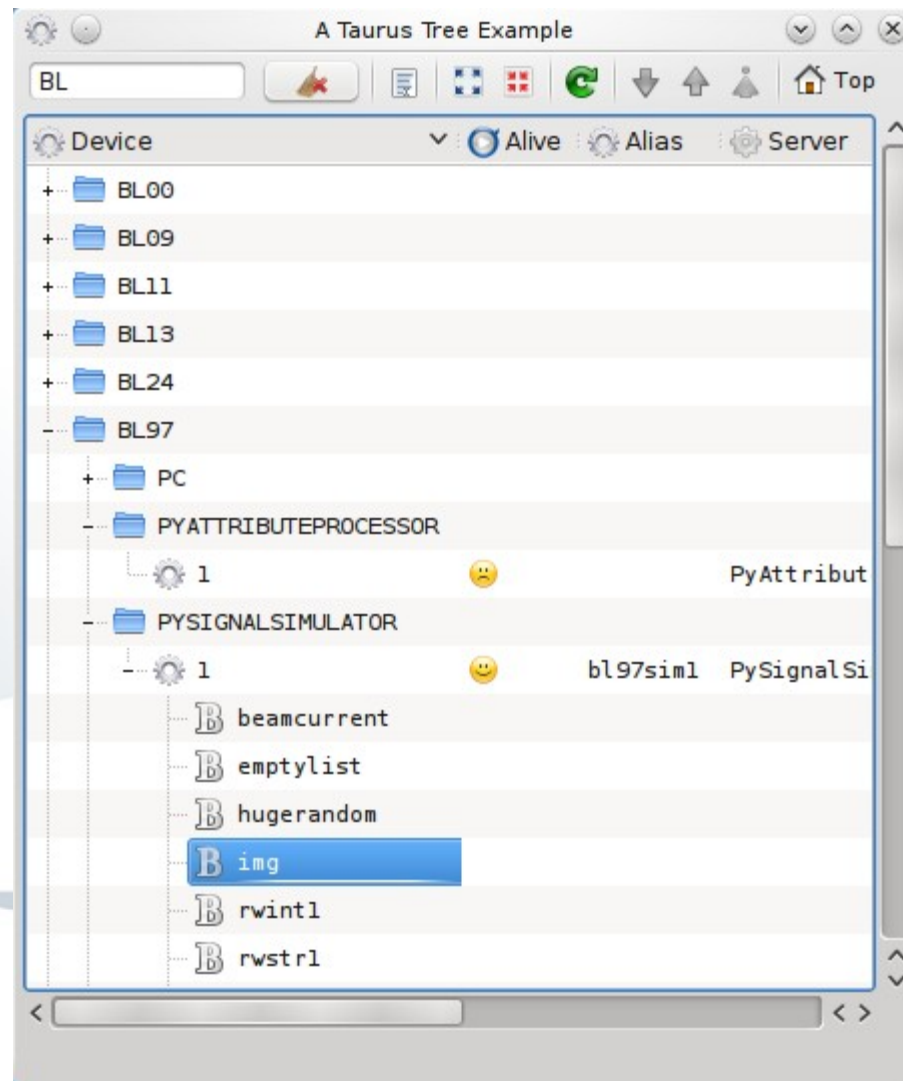 A Taurus Tree Example
BL Top
Device Alive Alias Server
BL00
BL09
BL11
BL13
BL24
BL97
PC
PYATTRIBUTEPROCESSOR
1 PyAttribut
PYSIGNALSIMULATOR
1 bl97sim1 PySignalSi
B beamcurrent
B emptylist
B hugerandom
B img
B rwint1
B rwstr1